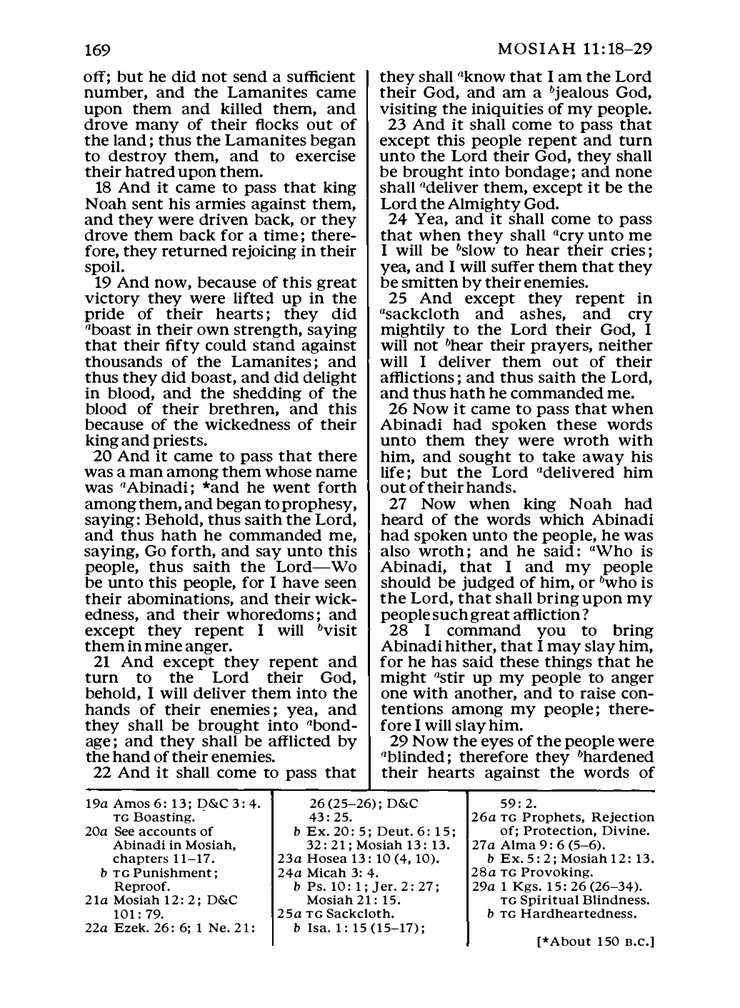 169
MOSIAH 11:18–29
off; but he did not send a sufficient
number, and the Lamanites came
upon them and killed them, and
drove many of their flocks out of
the land; thus the Lamanites began
to destroy them, and to exercise
their hatred upon them.
18 And it came to pass that king
Noah sent his armies against them,
and they were driven back, or they
drove them back for a time; there-
fore, they returned rejoicing in their
spoil.
19 And now, because of this great
victory they were lifted up in the
pride of their hearts; they did
aboast in their own strength, saying
that their fifty could stand against
thousands of the Lamanites; and
thus they did boast, and did delight
in blood, and the shedding of the
blood of their brethren, and this
because of the wickedness of their
king and priests.
20 And it came to pass that there
was a man among them whose name
was aAbinadi; *and he went forth
among them, and began to prophesy,
saying: Behold, thus saith the Lord,
and thus hath he commanded me,
saying, Go forth, and say unto this
people, thus saith the Lord—Wo
be unto this people, for I have seen
their abominations, and their wick-
edness, and their whoredoms; and
except they repent I will bvisit
them in mine anger.
21 And except they repent and
turn to the Lord their God,
behold, I will deliver them into the
hands of their enemies; yea, and
they shall be brought into abond-
age; and they shall be afflicted by
the hand of their enemies.
22 And it shall come to pass that
they shall aknow that I am the Lord
their God, and am a bjealous God,
visiting the iniquities of my people.
23 And it shall come to pass that
except this people repent and turn
unto the Lord their God, they shall
be brought into bondage; and none
shall adeliver them, except it be the
Lord the Almighty God.
24 Yea, and it shall come to pass
that when they shall acry unto me
I will be bslow to hear their cries;
yea, and I will suffer them that they
be smitten by their enemies.
25 And except they repent in
asackcloth and ashes, and cry
mightily to the Lord their God, I
will not bhear their prayers, neither
will I deliver them out of their
afflictions; and thus saith the Lord,
and thus hath he commanded me.
26 Now it came to pass that when
Abinadi had spoken these words
unto them they were wroth with
him, and sought to take away his
life; but the Lord adelivered him
out of their hands.
27 Now when king Noah had
heard of the words which Abinadi
had spoken unto the people, he was
also wroth; and he said: aWho is
Abinadi, that I and my people
should be judged of him, or bwho is
the Lord, that shall bring upon my
people such great affliction?
28 I command you to bring
Abinadi hither, that I may slay him,
for he has said these things that he
might astir up my people to anger
one with another, and to raise con-
tentions among my people; there-
fore I will slay him.
29 Now the eyes of the people were
ablinded; therefore they bhardened
their hearts against the words of
19a Amos 6:13; D&C 3:4.
TG Boasting.
20a See accounts of
Abinadi in Mosiah,
chapters 11–17.
b TG Punishment;
Reproof.
21a Mosiah 12:2; D&C
101:79.
22a Ezek. 26:6; 1 Ne. 21:
26 (25–26); D&C
43:25.
b Ex. 20:5; Deut. 6:15;
32:21; Mosiah 13:13.
23a Hosea 13:10 (4, 10).
24a Micah 3:4.
b Ps. 10:1; Jer. 2:27;
Mosiah 21:15.
25a TG Sackcloth.
b Isa. 1:15 (15–17);
59:2.
26a TG Prophets, Rejection
of; Protection, Divine.
27a Alma 9:6 (5–6).
b Ex. 5:2; Mosiah 12:13.
28a TG Provoking.
29a 1 Kgs. 15:26 (26–34).
TG Spiritual Blindness.
b TG Hardheartedness.
[*About 150 B.C.]